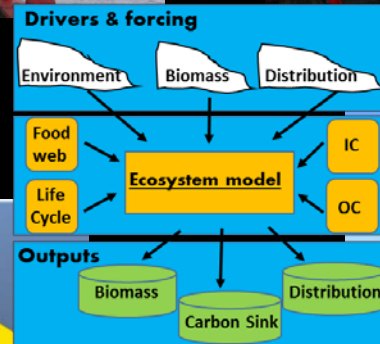 Drivers & forcing
Environment Biomass Distribution
Food
web
IC
Ecosystem model
Life
Cycle
OC
Outputs
Biomass
Distribution
Carbon Sink